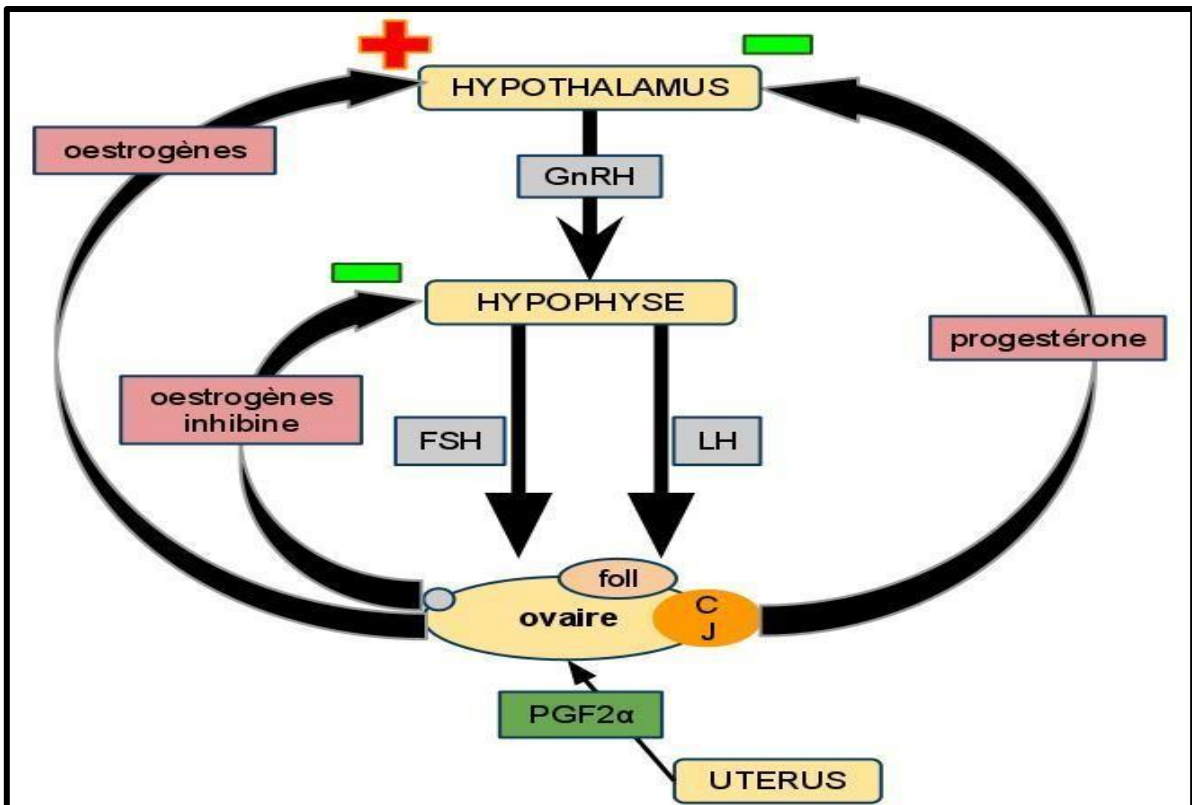 HYPOTHALAMUS
oestrogènes
GnRH
HYPOPHYSE
progestérone
oestrogènes
inhibine
FSH
LH
foll
ovaire
C
J
PGF2α
UTERUS